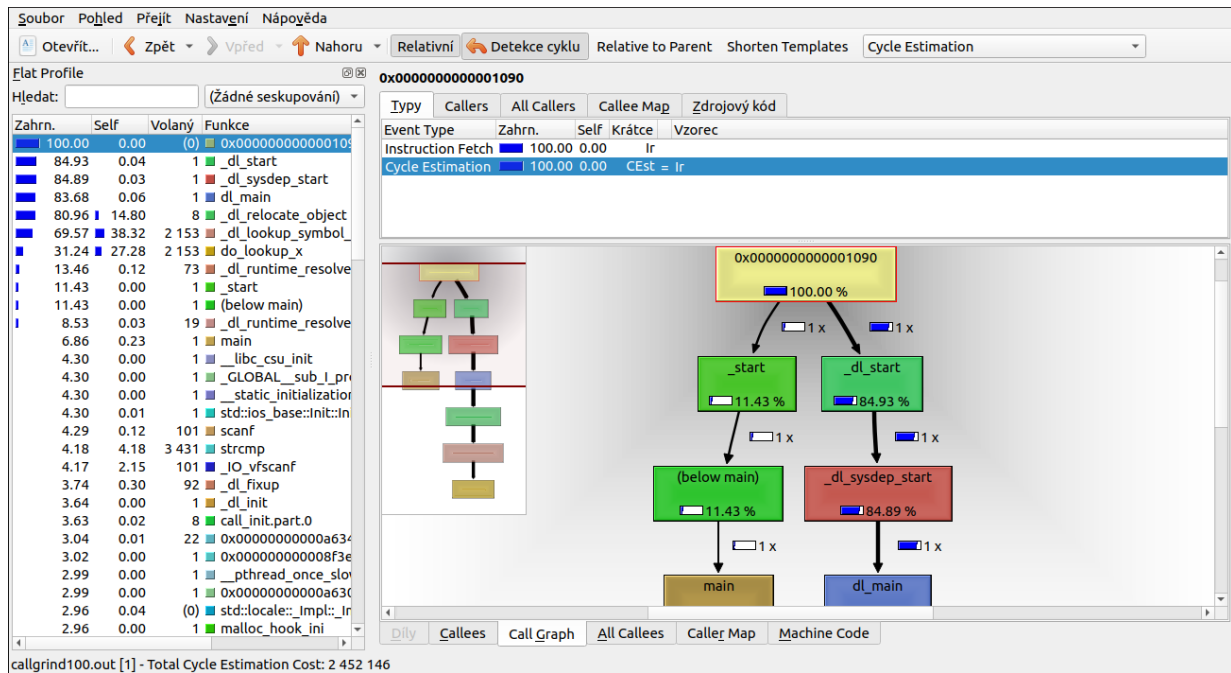 Soubor Pohled Přejít Nastavení Nápověda
Otevřít... Zpět Vpřed Nahoru Relativní Detekce cyklu Relative to Parent Shorten Templates Cycle Estimation
Flat Profile
Hledat: (Žádné seskupování)
Zahrn. Self Volaný Funkce
100.00 0.00 (0) 0x000000000000109
84.93 0.04 1 _dl_start
84.89 0.03 1 _dl_sysdep_start
83.68 0.06 1 dl_main
80.96 14.80 8 _dl_relocate_object
69.57 38.32 2 153 _dl_lookup_symbol_
31.24 27.28 2 153 do_lookup_x
13.46 0.12 73 _dl_runtime_resolve
11.43 0.00 1 _start
11.43 0.00 1 (below main)
8.53 0.03 19 _dl_runtime_resolve
6.86 0.23 1 main
4.30 0.00 1 __libc_csu_init
4.30 0.00 1 _GLOBAL__sub_I_pr
4.30 0.00 1 __static_initialization
4.30 0.01 1 std::ios_base::Init::In
4.29 0.12 101 scanf
4.18 4.18 3 431 strcmp
4.17 2.15 101 _IO_vfscanf
3.74 0.30 92 _dl_fixup
3.64 0.00 1 _dl_init
3.63 0.02 8 call_init.part.0
3.04 0.01 22 0x00000000000a634
3.02 0.00 1 0x000000000008f3e
2.99 0.00 1 __pthread_once_slo
2.99 0.00 1 0x00000000000a630
2.96 0.04 (0) std::locale::_Impl::_Im
2.96 0.00 1 malloc_hook_ini
0x0000000000001090
Typy Callers All Callers Callee Map Zdrojový kód
Event Type Zahrn. Self Krátce Vzorec
Instruction Fetch 100.00 0.00 Ir
Cycle Estimation 100.00 0.00 CEst = Ir
0x0000000000001090
100.00 %
1 x 1 x
_start _dl_start
11.43 % 84.93 %
1 x 1 x
(below main) _dl_sysdep_start
11.43 % 84.89 %
1 x 1 x
main dl_main
Díly Callees Call Graph All Callees Caller Map Machine Code
callgrind100.out [1] - Total Cycle Estimation Cost: 2 452 146